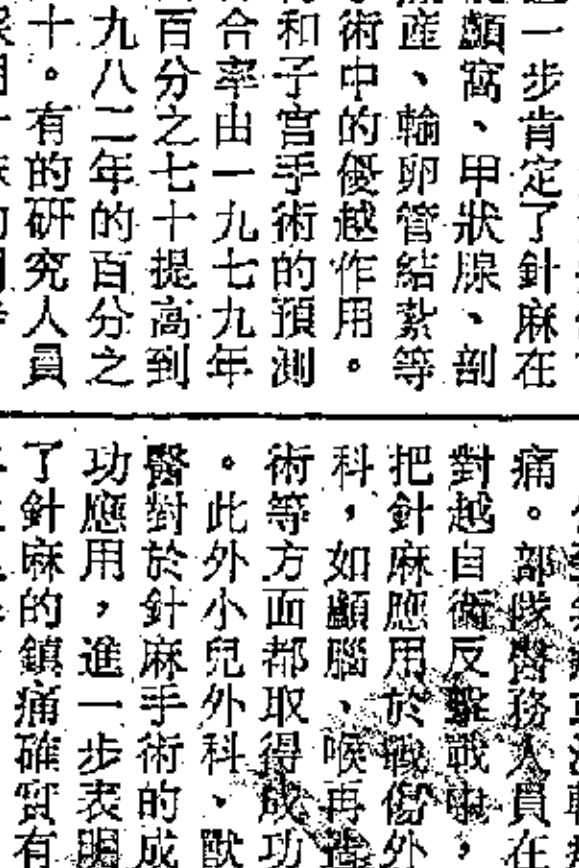 一步肯定了針麻在
顱窩、甲狀腺、剖
產、輸卵管結紮等
術中的優越作用。
和子宮手術的預測
合率由一九七九年
百分之七十提高到
九八二年的百分之
十。有的研究人員
痛。部隊醫務人員在
對越自衛反擊戰中，
把針麻應用於戰傷外
科，如顱腦、喉再造
術等方面都取得成功
。此外小兒外科、獸
醫對於針麻手術的成
功應用，進一步表明
了針麻的鎮痛確實有